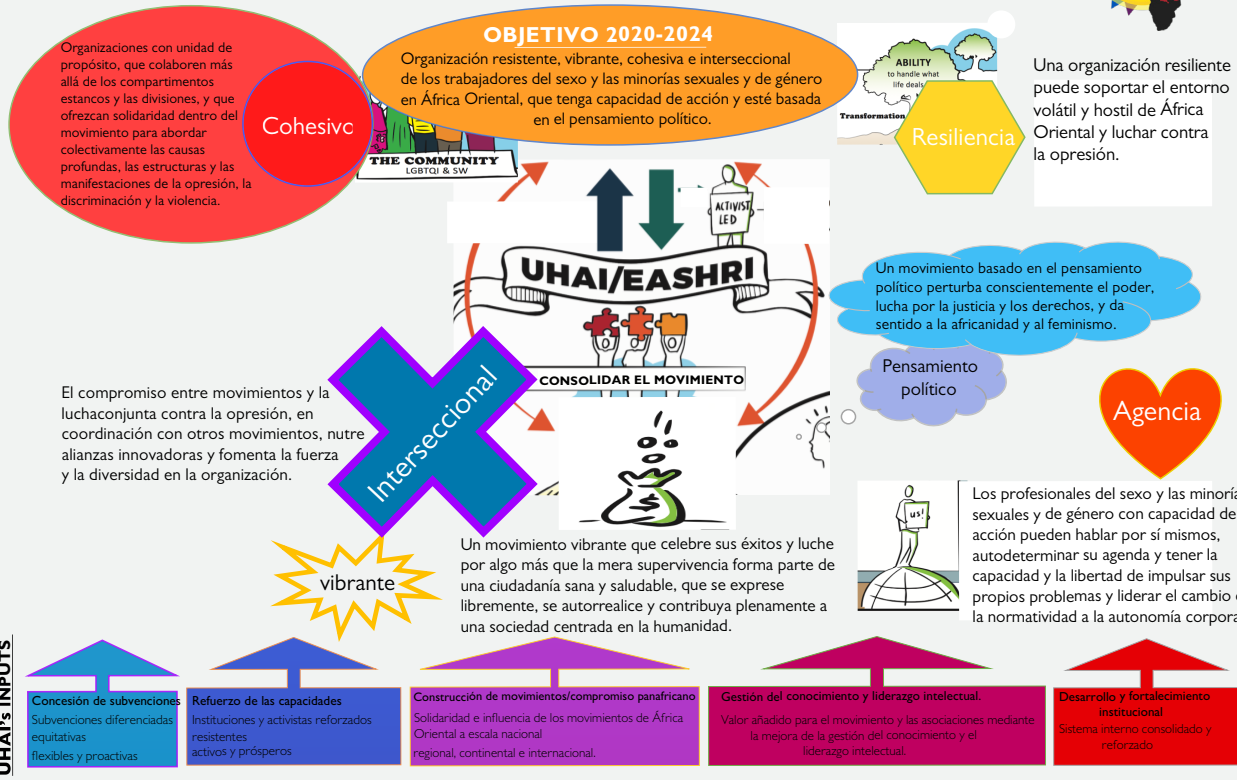 OBJETIVO 2020-2024
Organización resistente, vibrante, cohesiva e interseccional
de los trabajadores del sexo y las minorías sexuales y de género
en África Oriental, que tenga capacidad de acción y esté basada
en el pensamiento político.
Organizaciones con unidad de
propósito, que colaboren más
allá de los compartimentos
estancos y las divisiones, y que
ofrezcan solidaridad dentro del
movimiento para abordar
colectivamente las causas
profundas, las estructuras y las
manifestaciones de la opresión, la
discriminación y la violencia.
Cohesivo
THE COMMUNITY
LGBTQI & SW
ABILITY
to handle what
life deals
Transformation
Resiliencia
Una organización resiliente
puede soportar el entorno
volátil y hostil de África
Oriental y luchar contra
la opresión.
ACTIVIST
LED
UHAI/EASHRI
CONSOLIDAR EL MOVIMIENTO
Un movimiento basado en el pensamiento
político perturba conscientemente el poder,
lucha por la justicia y los derechos, y da
sentido a la africanidad y al feminismo.
Pensamiento
político
El compromiso entre movimientos y la
luchaconjunta contra la opresión, en
coordinación con otros movimientos, nutre
alianzas innovadoras y fomenta la fuerza
y la diversidad en la organización.
Interseccional
Agencia
us!
Los profesionales del sexo y las minoría
sexuales y de género con capacidad de
acción pueden hablar por sí mismos,
autodeterminar su agenda y tener la
capacidad y la libertad de impulsar sus
propios problemas y liderar el cambio
la normatividad a la autonomía corpora
vibrante
Un movimiento vibrante que celebre sus éxitos y luche
por algo más que la mera supervivencia forma parte de
una ciudadanía sana y saludable, que se exprese
libremente, se autorrealice y contribuya plenamente a
una sociedad centrada en la humanidad.
UHAI's INPUTS
Concesión de subvenciones
Subvenciones diferenciadas
equitativas
flexibles y proactivas
Refuerzo de las capacidades
Instituciones y activistas reforzados
resistentes
activos y prósperos
Construcción de movimientos/compromiso panafricano
Solidaridad e influencia de los movimientos de África
Oriental a escala nacional
regional, continental e internacional.
Gestión del conocimiento y liderazgo intelectual.
Valor añadido para el movimiento y las asociaciones mediante
la mejora de la gestión del conocimiento y el
liderazgo intelectual.
Desarrollo y fortalecimiento
institucional
Sistema interno consolidado y
reforzado